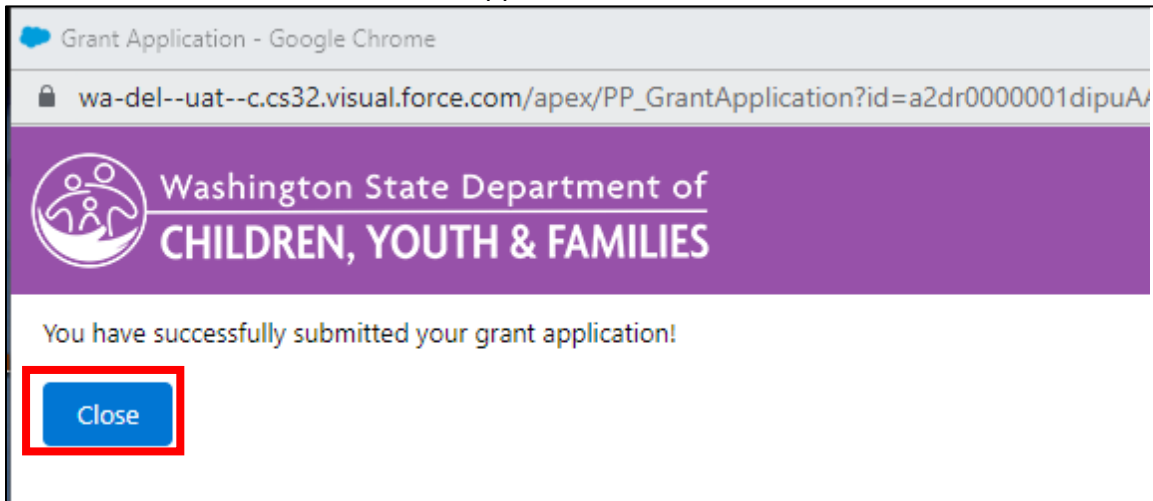 Grant Application - Google Chrome
wa-del--uat--c.cs32.visual.force.com/apex/PP_GrantApplication?id=a2dr0000001dipuAA
Washington State Department of
CHILDREN, YOUTH & FAMILIES
You have successfully submitted your grant application!
Close